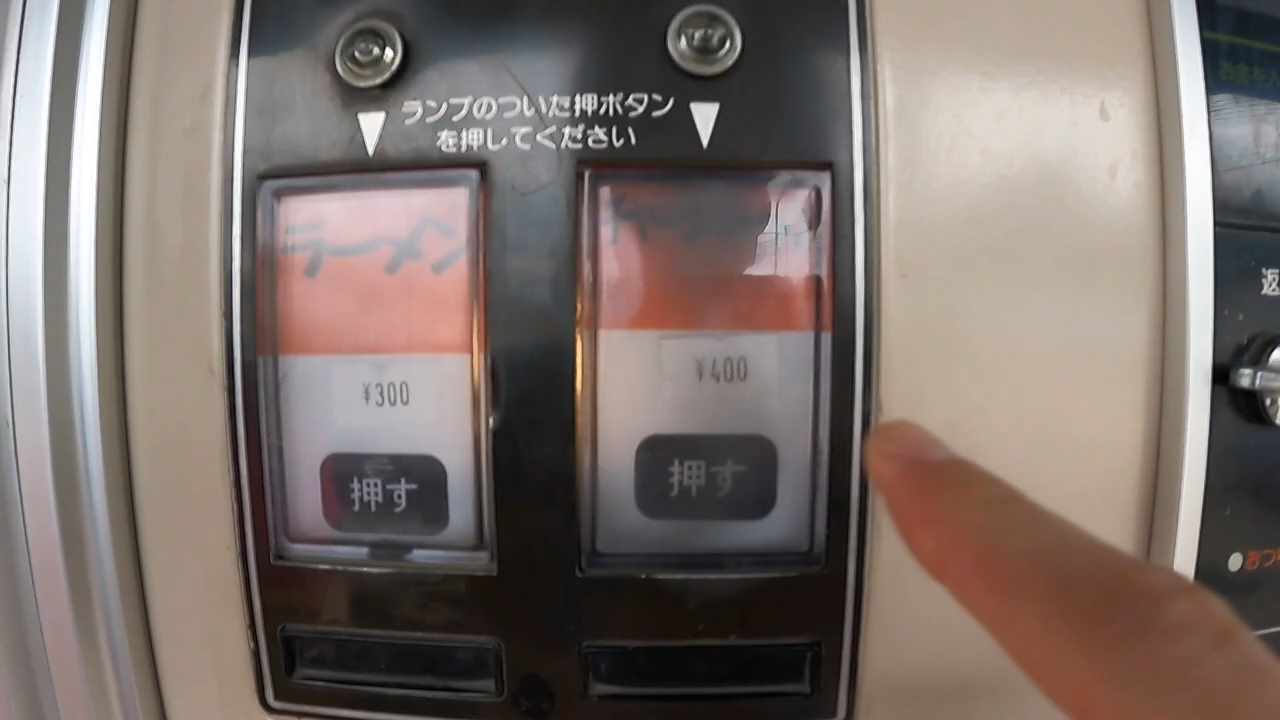 ランプのついた押ボタン
を押してください
ラーメン
¥300
押す
¥400
押す
返